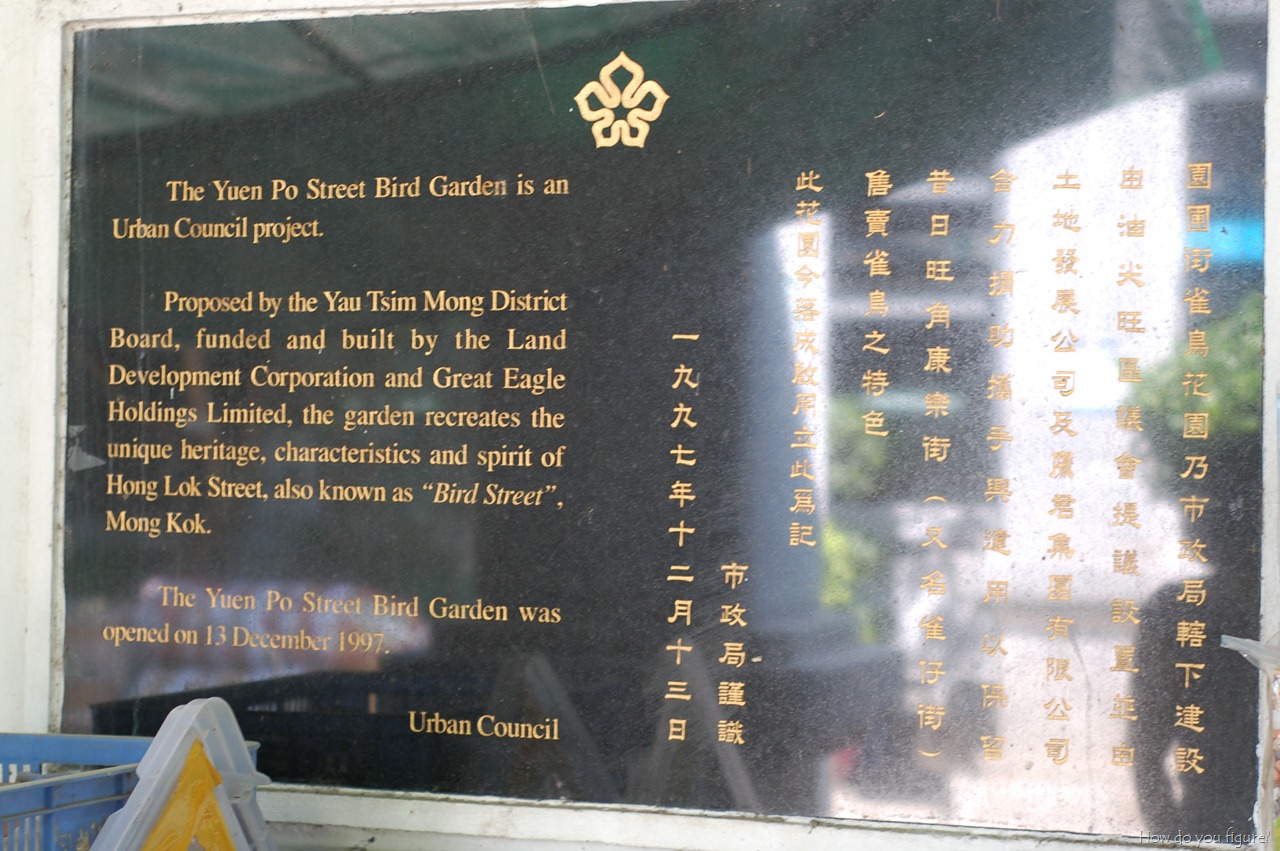 The Yuen Po Street Bird Garden is an
Urban Council project.
Proposed by the Yau Tsim Mong District
Board, funded and built by the Land
Development Corporation and Great Eagle
Holdings Limited, the garden recreates the
unique heritage, characteristics and spirit of
Hong Lok Street, also known as “Bird Street”,
Mong Kok.
The Yuen Po Street Bird Garden was
opened on 13 December 1997.
Urban Council
園圃街雀鳥花園乃市政局轄下建設
由油尖旺區議會提議設置並由
土地發展公司及鷹君集團有限公司
合力捐助攜手興建用以保留
昔日旺角康樂街（又名雀仔街）
售賣雀鳥之特色
此花園今落成啟用立此爲記
市政局謹識
一九九七年十二月十三日
How do you figure?